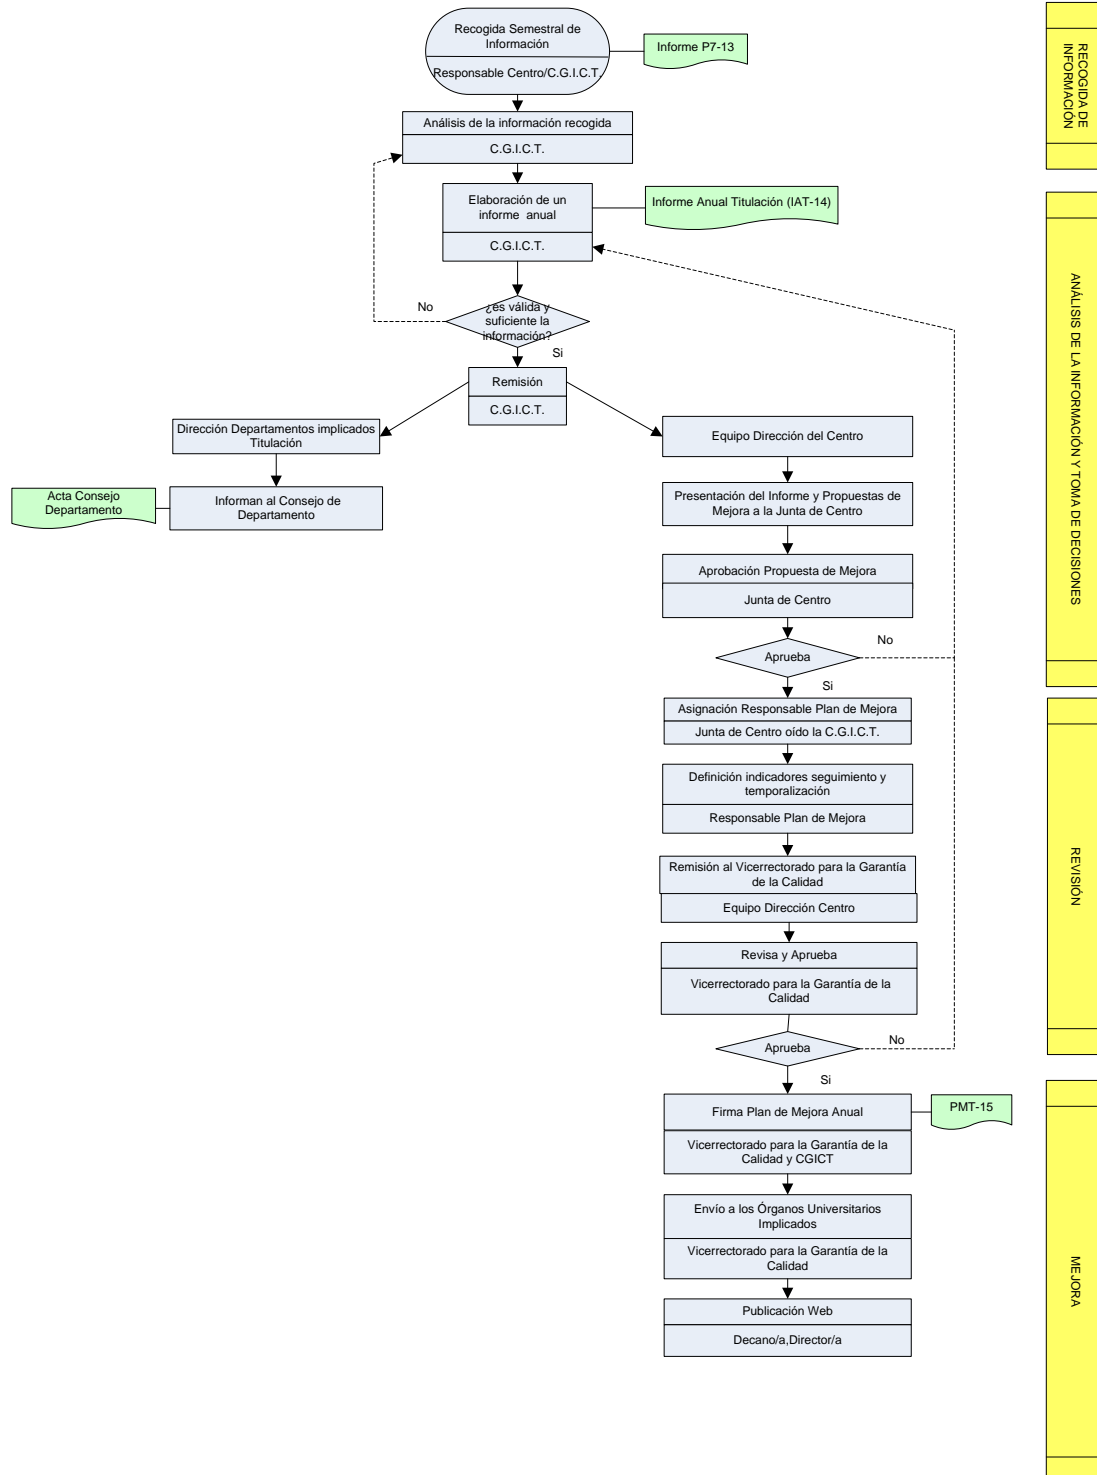 Recogida Semestral de
Información
Responsable Centro/C.G.I.C.T.
Informe P7-13
RECOGIDA DE
INFORMACIÓN
Análisis de la información recogida
C.G.I.C.T.
Elaboración de un
informe anual
C.G.I.C.T.
Informe Anual Titulación (IAT-14)
ANÁLISIS DE LA INFORMACIÓN Y TOMA DE DECISIONES
No
¿es válida y
suficiente la
información?
Si
Remisión
C.G.I.C.T.
Dirección Departamentos implicados
Titulación
Acta Consejo
Departamento
Informan al Consejo de
Departamento
Equipo Dirección del Centro
Presentación del Informe y Propuestas de
Mejora a la Junta de Centro
Aprobación Propuesta de Mejora
Junta de Centro
Aprueba
No
Si
Asignación Responsable Plan de Mejora
Junta de Centro oído la C.G.I.C.T.
Definición indicadores seguimiento y
temporalización
Responsable Plan de Mejora
REVISIÓN
Remisión al Vicerrectorado para la Garantía
de la Calidad
Equipo Dirección Centro
Revisa y Aprueba
Vicerrectorado para la Garantía de la
Calidad
Aprueba
No
Si
Firma Plan de Mejora Anual
PMT-15
Vicerrectorado para la Garantía de la
Calidad y CGICT
Envío a los Órganos Universitarios
Implicados
Vicerrectorado para la Garantía de la
Calidad
MEJORA
Publicación Web
Decano/a,Director/a